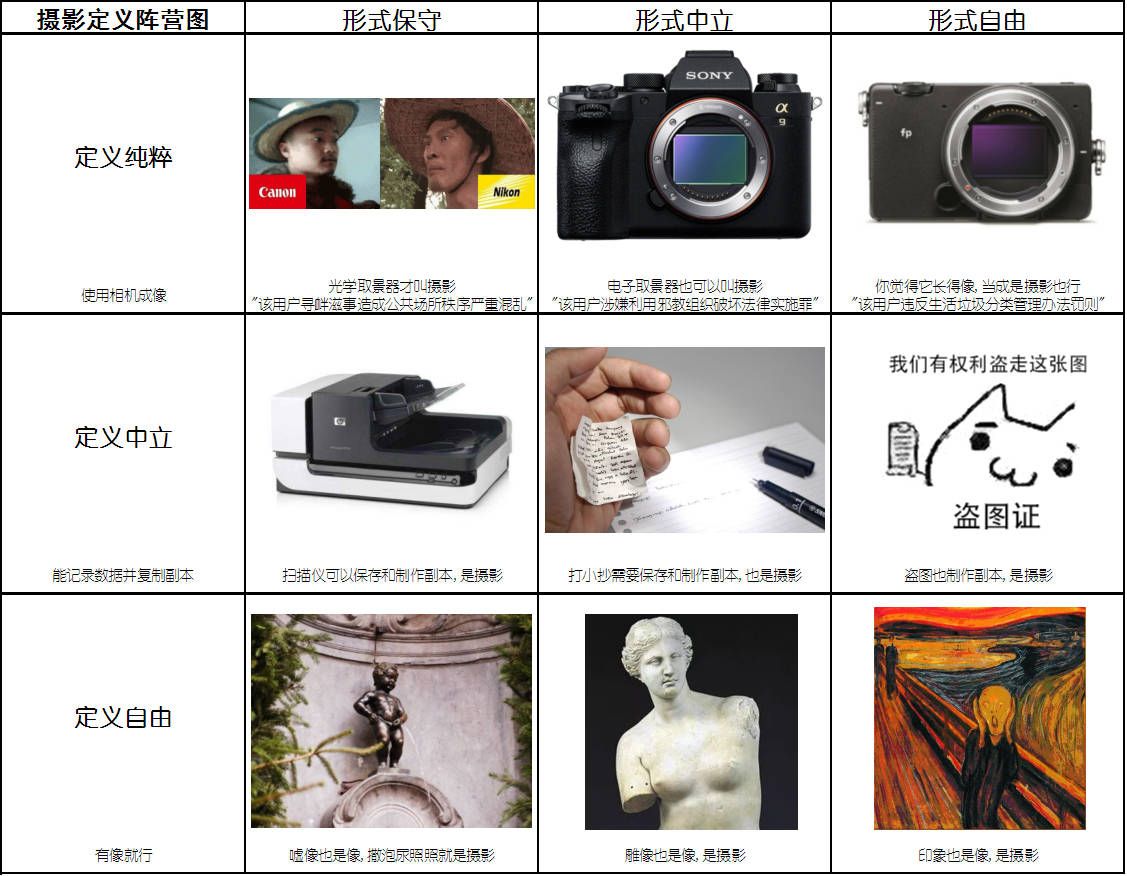 摄影定义阵营图
形式保守
形式中立
形式自由
定义纯粹
使用相机成像
Canon
Nikon
光学取景器才叫摄影
"该用户寻衅滋事造成公共场所秩序严重混乱"
SONY
α
9
电子取景器也可以叫摄影
"该用户涉嫌利用邪教组织破坏法律实施罪"
fp
你觉得它长得像,当成是摄影也行
"该用户违反生活垃圾分类管理办法罚则"
定义中立
能记录数据并复制副本
hp
扫描仪可以保存和制作副本,是摄影
打小抄需要保存和制作副本,也是摄影
我们有权利盗走这张图
盗图证
盗图也制作副本,是摄影
定义自由
有像就行
嘘像也是像,撒泡尿照照就是摄影
雕像也是像,是摄影
印象也是像,是摄影